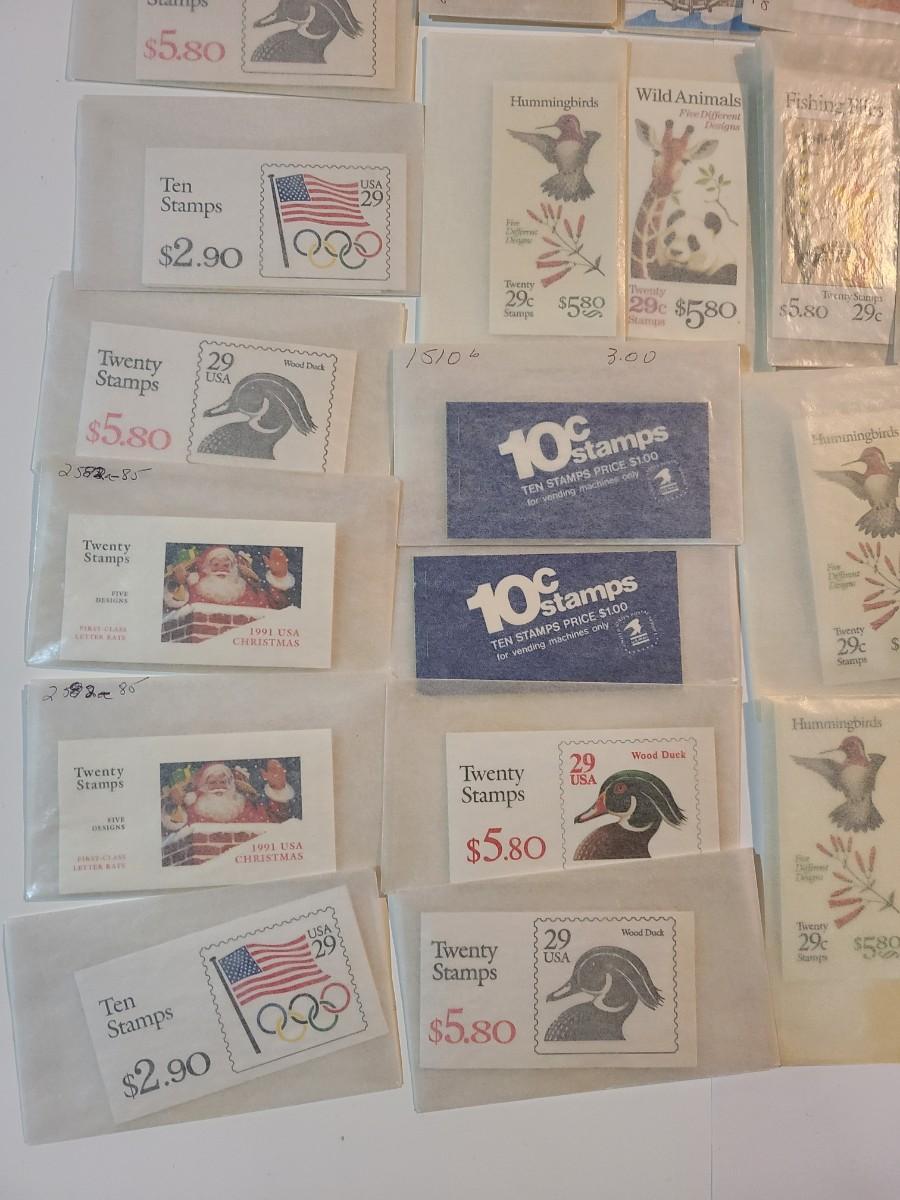 Stamps
$5.80
Ten
Stamps
$2.90
USA
29
Twenty
Stamps
$5.80
29
USA
Wood Duck
85
Twenty
Stamps
FIVE
DESIGNS
FIRST-CLASS
LETTER RATE
1991 USA
CHRISTMAS
85
Twenty
Stamps
FIVE
DESIGNS
FIRST-CLASS
LETTER RATE
1991 USA
CHRISTMAS
Ten
Stamps
$2.90
USA
29
Hummingbirds
Five
Different
Designs
Twenty
29c
Stamps
$5.80
Wild Animals
Five Different
Designs
Twenty
29c
Stamps
$5.80
Fishing Flies
$5.80
Twenty Stamps
29c
1510b 3.00
10c
stamps
TEN STAMPS PRICE $1.00
for vending machines only
10c
stamps
TEN STAMPS PRICE $1.00
for vending machines only
Twenty
Stamps
$5.80
29
USA
Wood Duck
Twenty
Stamps
$5.80
29
USA
Wood Duck
Hummingbirds
Five
Different
Designs
Twenty
29c
Stamps
$
Hummingbirds
Five
Different
Designs
Twenty
29c
Stamps
$5.80